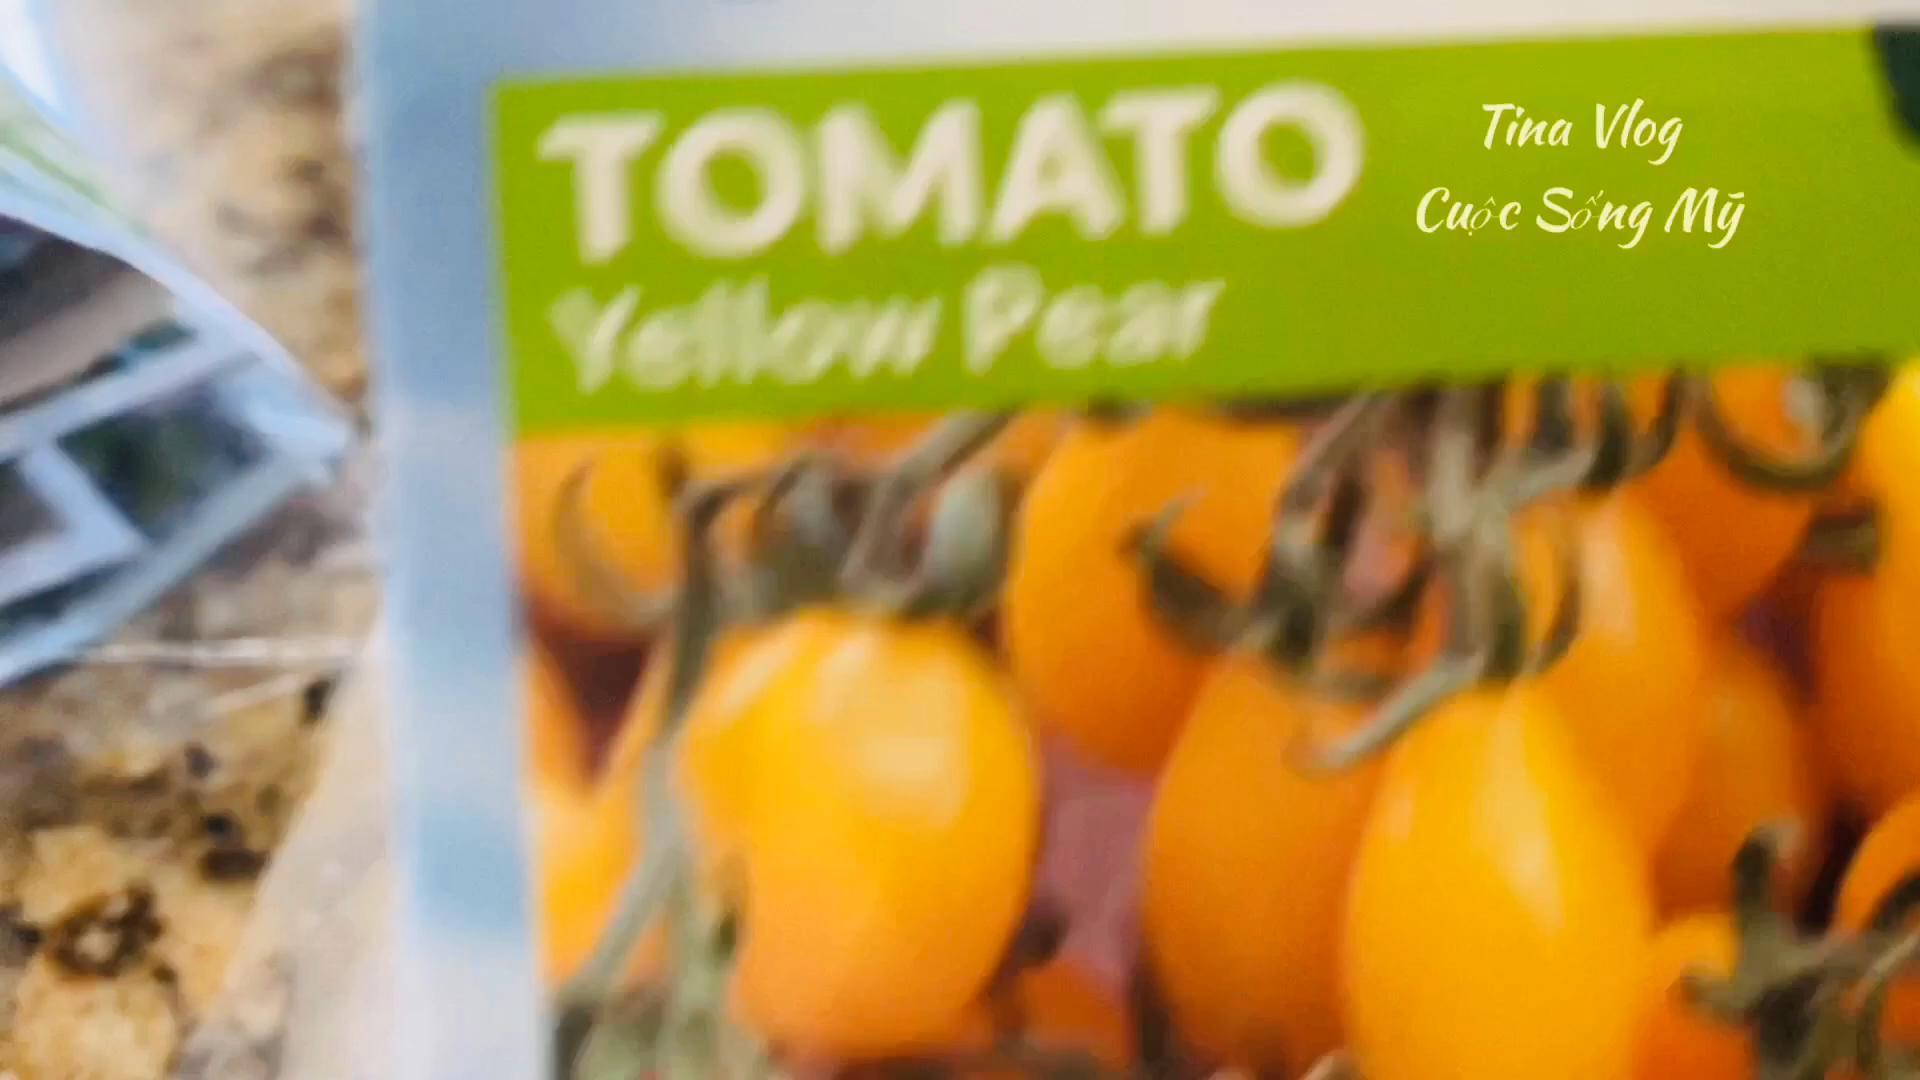 TOMATO
Yellow Pear
Tina Vlog
Cuộc Sống Mỹ